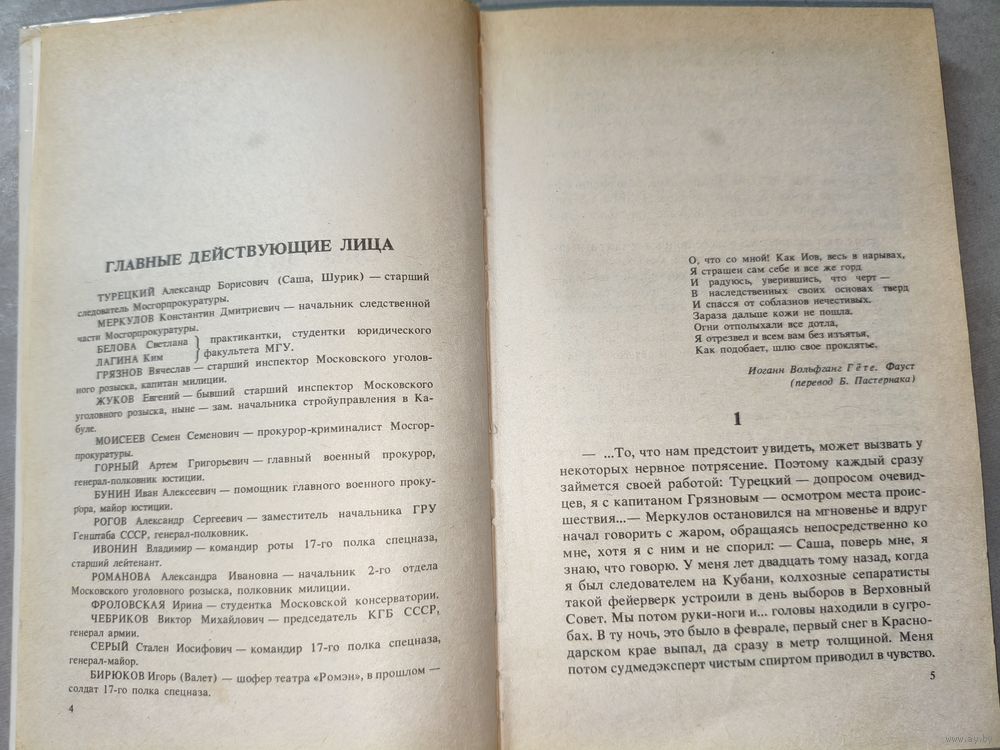 ГЛАВНЫЕ ДЕЙСТВУЮЩИЕ ЛИЦА
ТУРЕЦКИЙ Александр Борисович (Саша, Шурик) — старший
следователь Мосгорпрокуратуры.
МЕРКУЛОВ Константин Дмитриевич — начальник следственной
части Мосгорпрокуратуры.
БЕЛОВА Светлана } практикантки, студентки юридического
ЛАГИНА Ким } факультета МГУ.
ГРЯЗНОВ Вячеслав — старший инспектор Московского уголов-
ного розыска, капитан милиции.
ЖУКОВ Евгений — бывший старший инспектор Московского
уголовного розыска, ныне — зам. начальника стройуправления в Ка-
буле.
МОИСЕЕВ Семен Семенович — прокурор-криминалист Мосгор-
прокуратуры.
ГОРНЫЙ Артем Григорьевич — главный военный прокурор,
генерал-полковник юстиции.
БУНИН Иван Алексеевич — помощник главного военного проку-
рора, майор юстиции.
РОГОВ Александр Сергеевич — заместитель начальника ГРУ
Генштаба СССР, генерал-полковник.
ИВОНИН Владимир — командир роты 17-го полка спецназа,
старший лейтенант.
РОМАНОВА Александра Ивановна — начальник 2-го отдела
Московского уголовного розыска, полковник милиции.
ФРОЛОВСКАЯ Ирина — студентка Московской консерватории.
ЧЕБРИКОВ Виктор Михайлович — председатель КГБ СССР,
генерал армии.
СЕРЫЙ Стален Иосифович — командир 17-го полка спецназа,
генерал-майор.
БИРЮКОВ Игорь (Валет) — шофер театра «Ромэн», в прошлом —
солдат 17-го полка спецназа.
4
О, что со мной! Как Иов, весь в нарывах,
Я страшен сам себе и все же горд
И радуюсь, уверившись, что черт —
В наследственных своих основах тверд
И спасся от соблазнов нечестивых.
Зараза дальше кожи не пошла.
Огни отполыхали все дотла,
Я отрезвел и всем вам без изъятья,
Как подобает, шлю свое проклятье.
Иоганн Вольфганг Гёте. Фауст
(перевод Б. Пастернака)
1
— ...То, что нам предстоит увидеть, может вызвать у
некоторых нервное потрясение. Поэтому каждый сразу
займется своей работой: Турецкий — допросом очевид-
цев, я с капитаном Грязновым — осмотром места проис-
шествия...— Меркулов остановился на мгновенье и вдруг
начал говорить с жаром, обращаясь непосредственно ко
мне, хотя я с ним и не спорил: — Саша, поверь мне, я
знаю, что говорю. У меня лет двадцать тому назад, когда
я был следователем на Кубани, колхозные сепаратисты
такой фейерверк устроили в день выборов в Верховный
Совет. Мы потом руки-ноги и... головы находили в сугро-
бах. В ту ночь, это было в феврале, первый снег в Красно-
дарском крае выпал, да сразу в метр толщиной. Меня
потом судмедэксперт чистым спиртом приводил в чувство.
5
www.ay.by